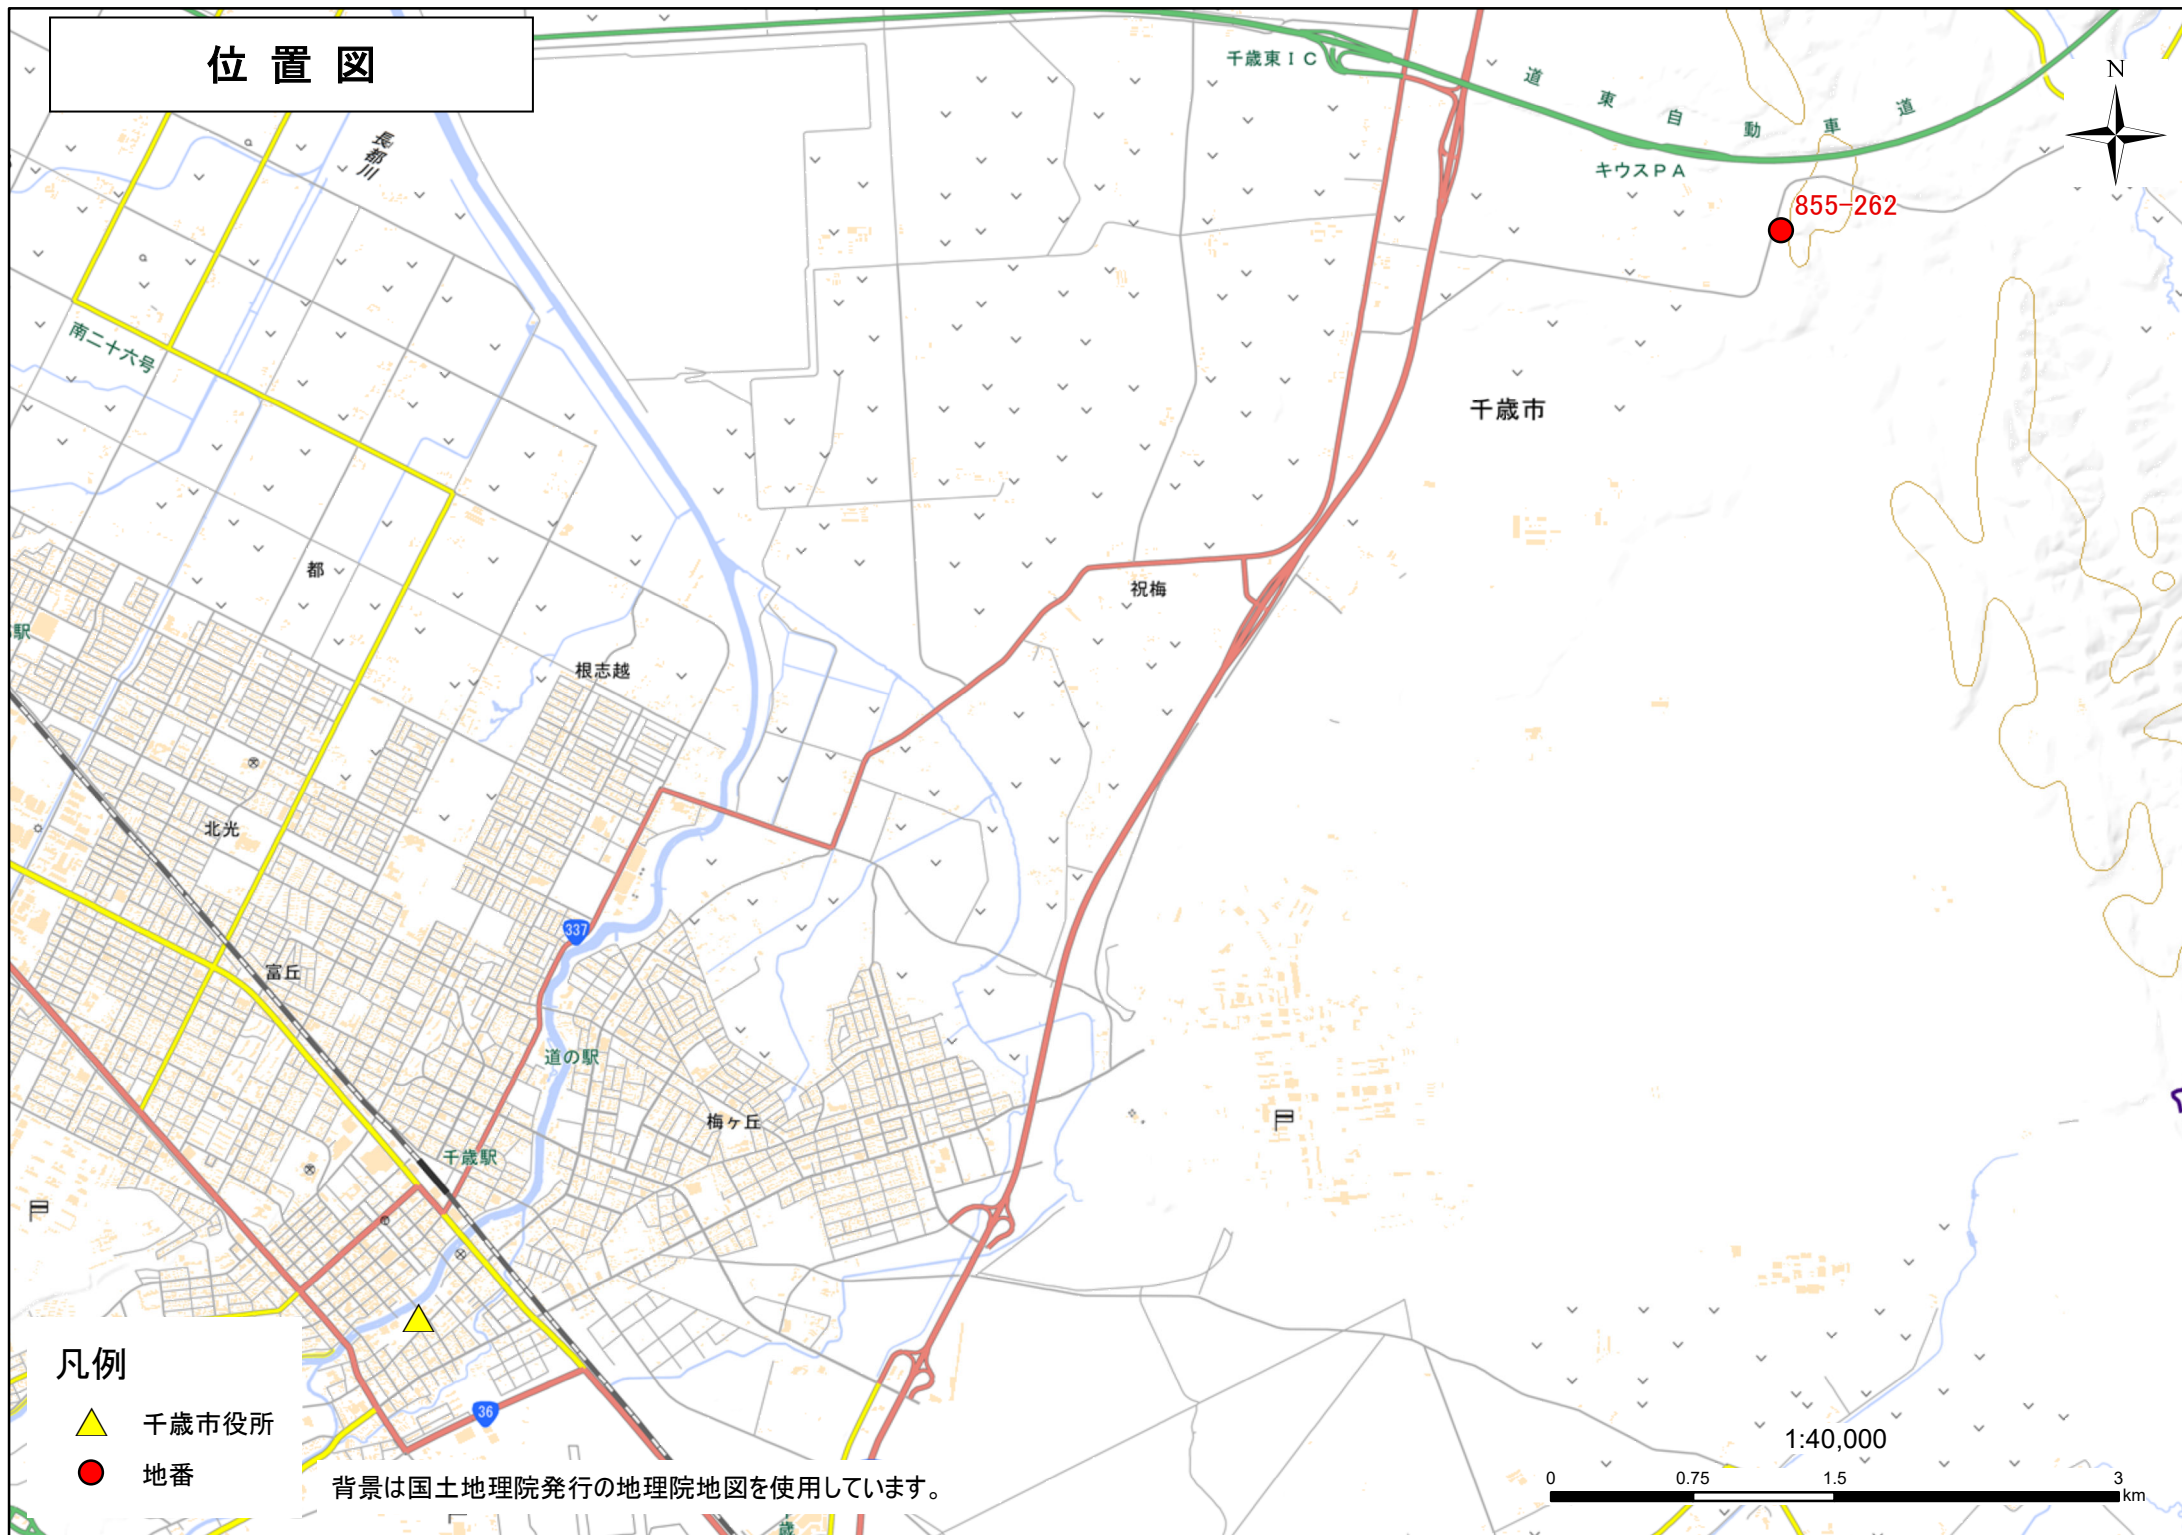 位置図
千歳東IC
道東自動車道
キウスPA
N
855-262
長都川
南二十六号
千歳市
都
祝梅
駅
根志越
北光
337
富丘
道の駅
梅ヶ丘
千歳駅
凡例
千歳市役所
地番
36
背景は国土地理院発行の地理院地図を使用しています。
1:40,000
0 0.75 1.5 3
km
歳